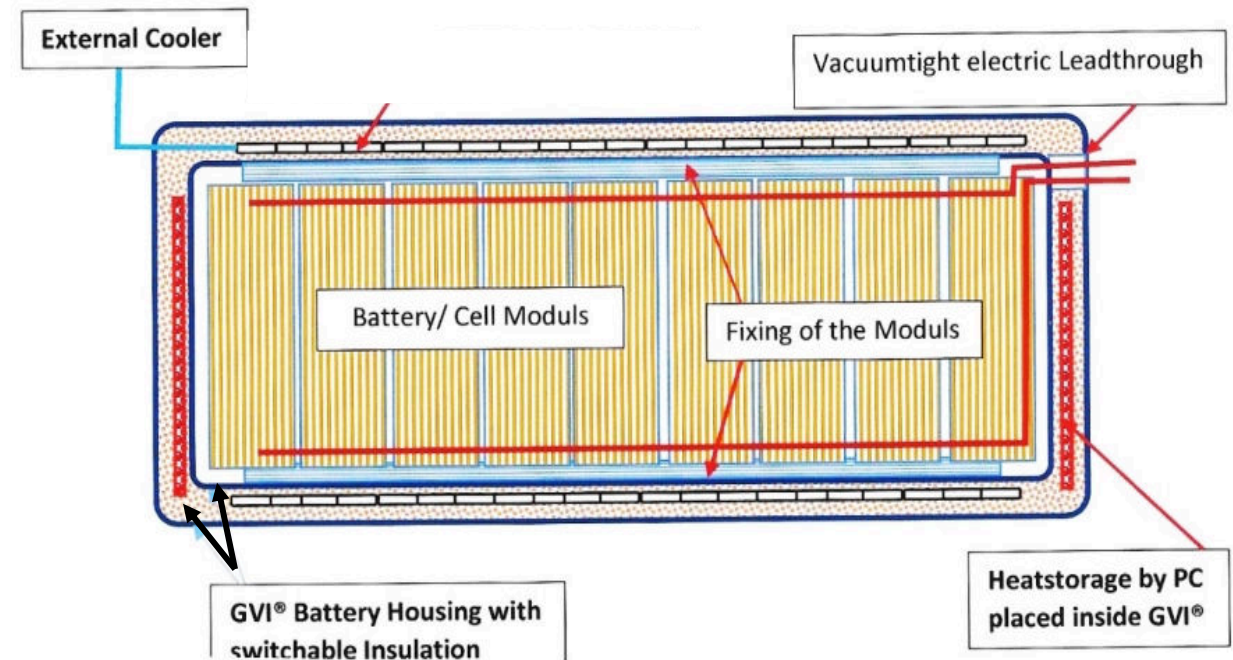 External Cooler
Vacuumtight electric Leadthrough
Battery/ Cell Moduls
Fixing of the Moduls
Heatstorage by PC
placed inside GVI®
GVI® Battery Housing with
switchable Insulation